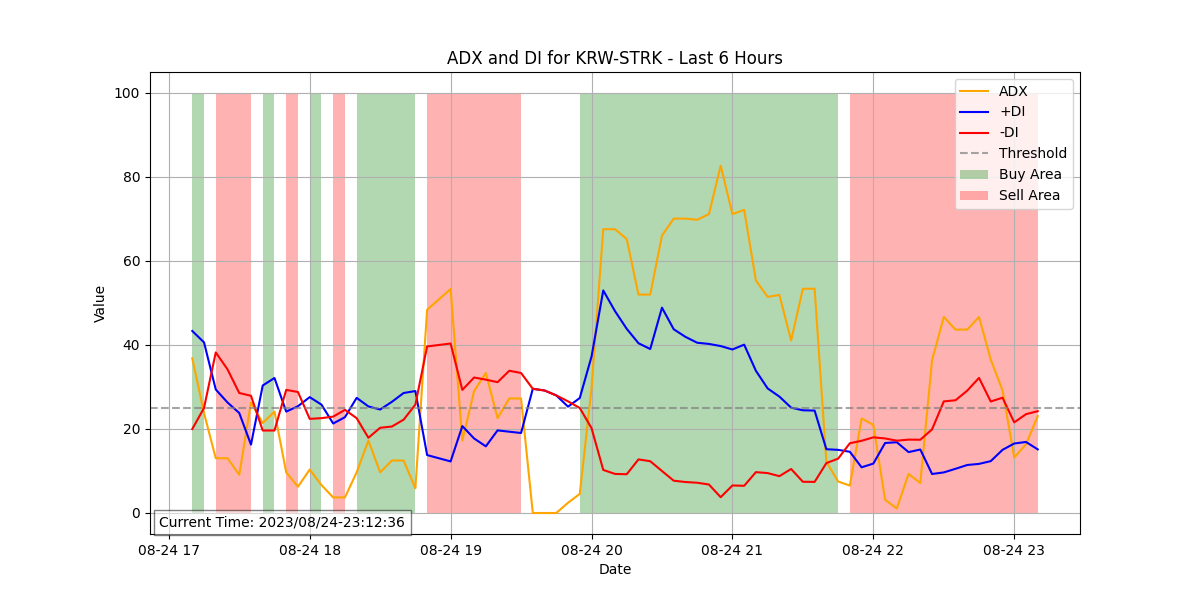 ADX and DI for KRW-STRK - Last 6 Hours
100
80
60
40
20
0
Value
ADX
+DI
-DI
Threshold
Buy Area
Sell Area
Current Time: 2023/08/24-23:12:36
08-24 17
08-24 18
08-24 19
08-24 20
08-24 21
08-24 22
08-24 23
Date